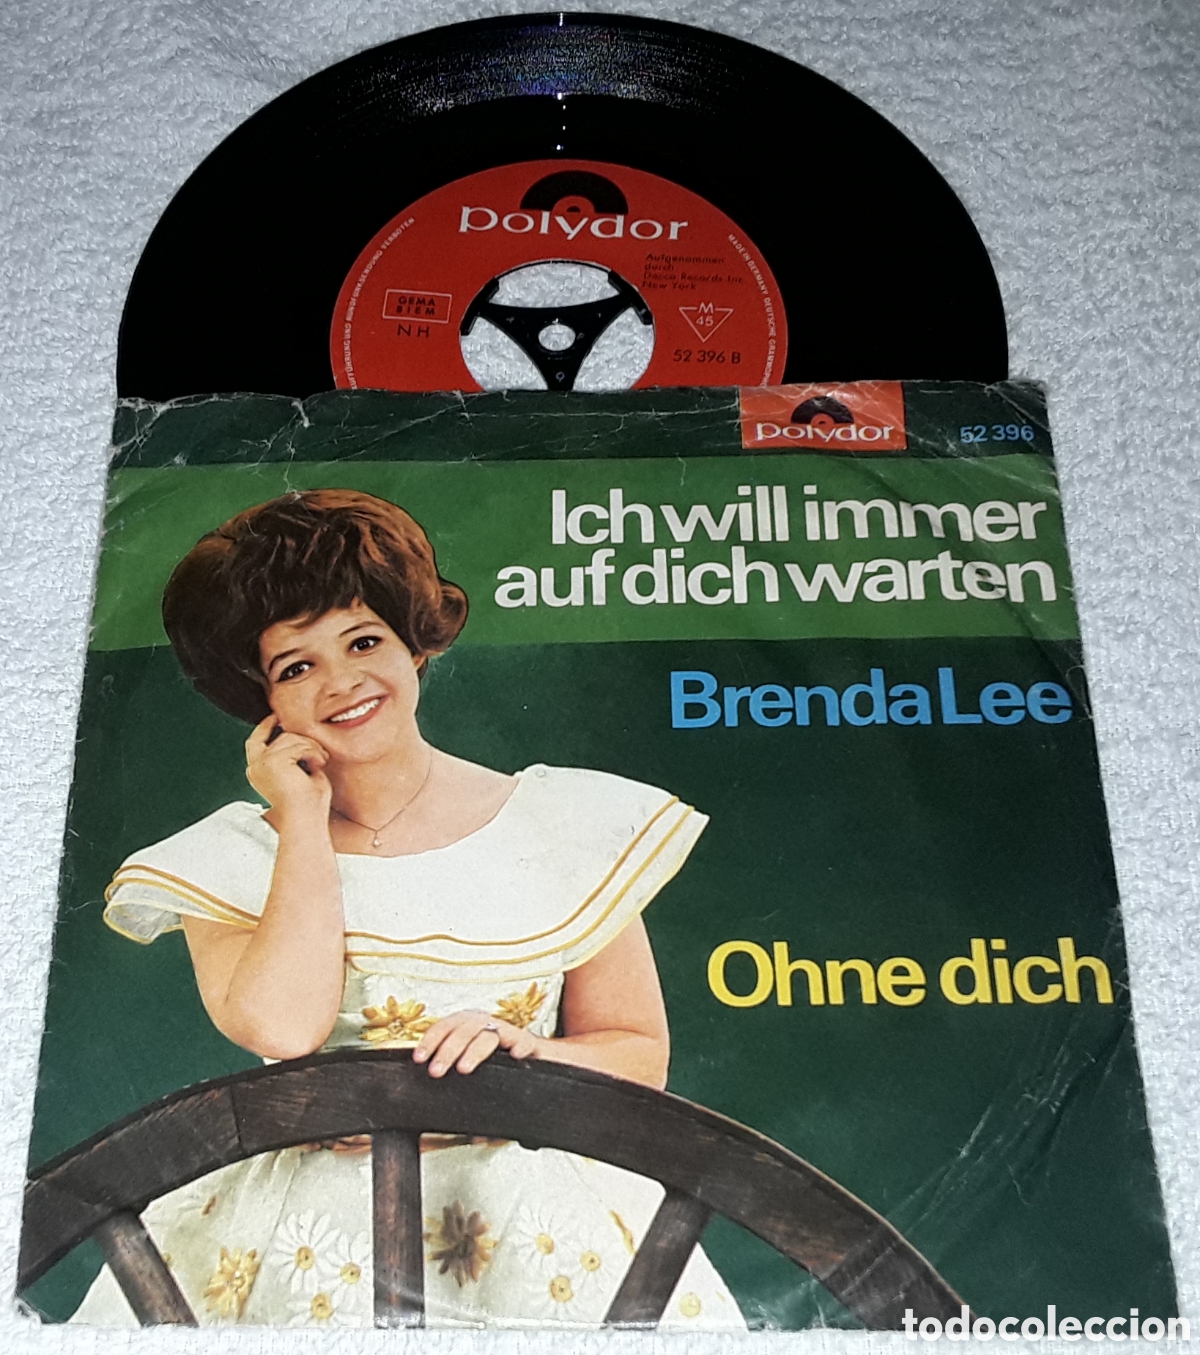 polydor
MADE IN GERMANY DEUTSCHE
Aufgenommen
durch
Decca Records Inc.
New York
GEMA
BIEM
NH
M
45
52 396 B
polydor
52 396
Ich will immer
auf dich warten
Brenda Lee
Ohne dich
todocoleccion